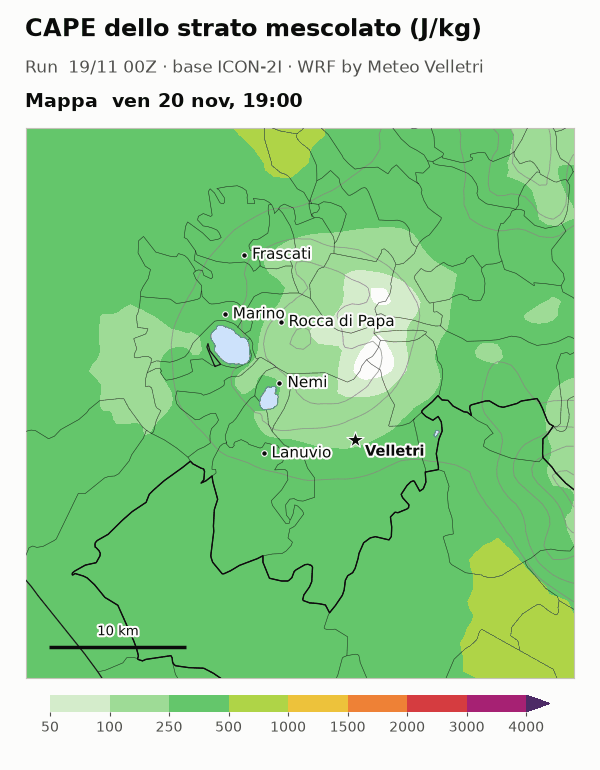 CAPE dello strato mescolato (J/kg)
Run  19/11 00Z · base ICON-2I · WRF by Meteo Velletri
Mappa  ven 20 nov, 19:00
Frascati
Marino
Rocca di Papa
Nemi
Velletri
Lanuvio
10 km
50 100 250 500 1000 1500 2000 3000 4000